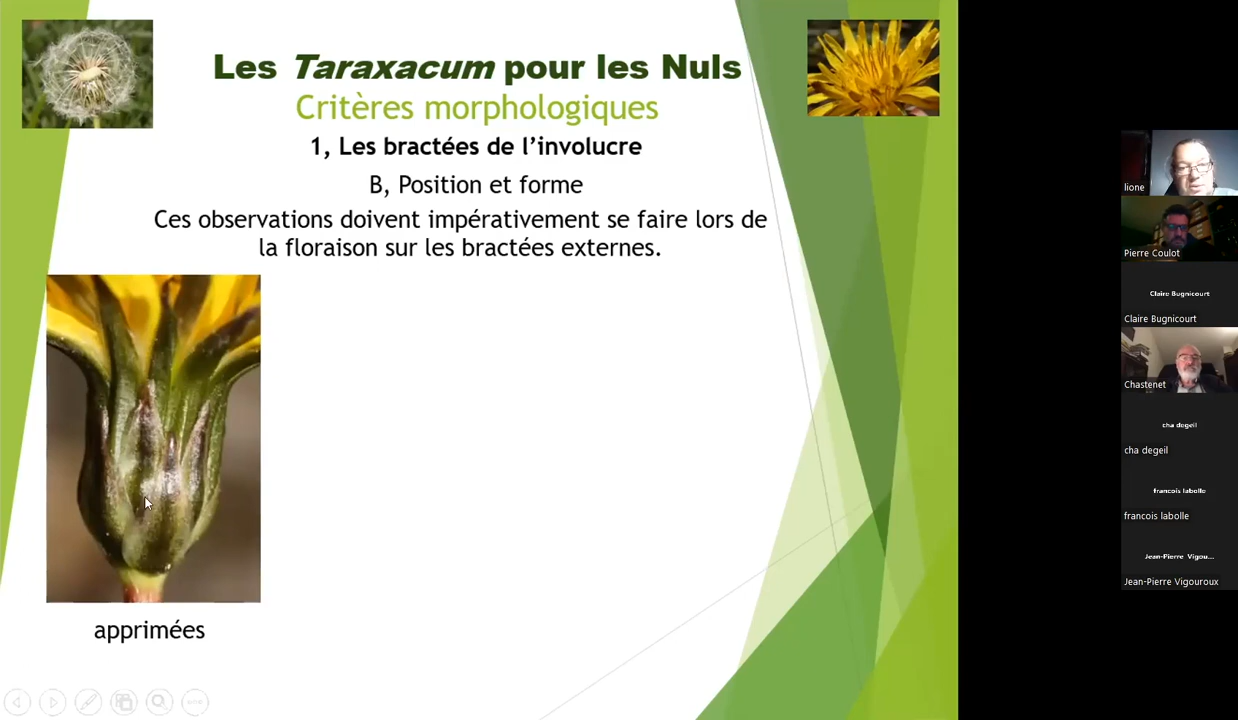 Les Taraxacum pour les Nuls
Critères morphologiques
1, Les bractées de l’involucre
B, Position et forme
Ces observations doivent impérativement se faire lors de
la floraison sur les bractées externes.
apprimées
lione
Pierre Coulot
Claire Bugnicourt
Claire Bugnicourt
Chastenet
cha degeil
cha degeil
francois labolle
francois labolle
Jean-Pierre Vigou...
Jean-Pierre Vigouroux